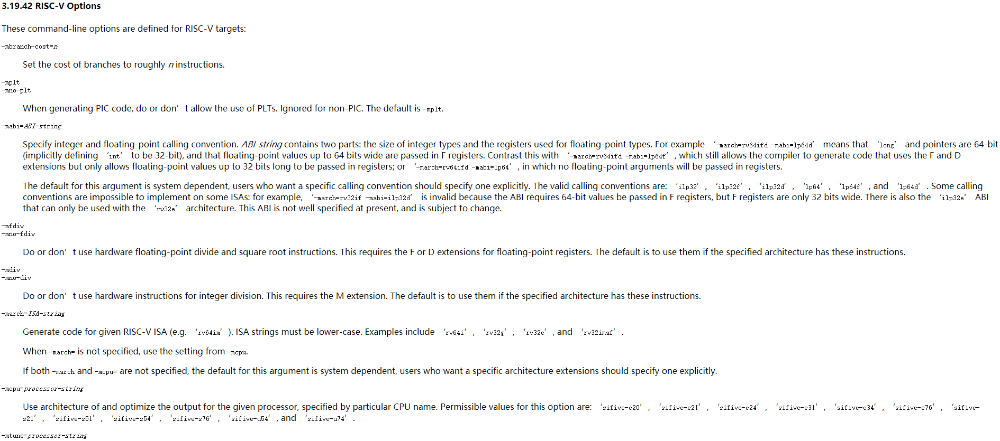 3.19.42 RISC-V Options
These command-line options are defined for RISC-V targets:
-mbranch-cost=n
Set the cost of branches to roughly n instructions.
-mplt
-mno-plt
When generating PIC code, do or don’t allow the use of PLTs. Ignored for non-PIC. The default is -mplt.
-mabi=ABI-string
Specify integer and floating-point calling convention. ABI-string contains two parts: the size of integer types and the registers used for floating-point types. For example ‘-march=rv64ifd -mabi=lp64d’ means that ‘long’ and pointers are 64-bit
(implicitly defining ‘int’ to be 32-bit), and that floating-point values up to 64 bits wide are passed in F registers. Contrast this with ‘-march=rv64ifd -mabi=lp64f’, which still allows the compiler to generate code that uses the F and D
extensions but only allows floating-point values up to 32 bits long to be passed in registers; or ‘-march=rv64ifd -mabi=lp64’, in which no floating-point arguments will be passed in registers.
The default for this argument is system dependent, users who want a specific calling convention should specify one explicitly. The valid calling conventions are: ‘ilp32’, ‘ilp32f’, ‘ilp32d’, ‘lp64’, ‘lp64f’, and ‘lp64d’. Some calling
conventions are impossible to implement on some ISAs: for example, ‘-march=rv32if -mabi=ilp32d’ is invalid because the ABI requires 64-bit values be passed in F registers, but F registers are only 32 bits wide. There is also the ‘ilp32e’ ABI
that can only be used with the ‘rv32e’ architecture. This ABI is not well specified at present, and is subject to change.
-mfdiv
-mno-fdiv
Do or don’t use hardware floating-point divide and square root instructions. This requires the F or D extensions for floating-point registers. The default is to use them if the specified architecture has these instructions.
-mdiv
-mno-div
Do or don’t use hardware instructions for integer division. This requires the M extension. The default is to use them if the specified architecture has these instructions.
-march=ISA-string
Generate code for given RISC-V ISA (e.g. ‘rv64im’). ISA strings must be lower-case. Examples include ‘rv64i’, ‘rv32g’, ‘rv32e’, and ‘rv32imaf’.
When -march= is not specified, use the setting from -mcpu.
If both -march and -mcpu= are not specified, the default for this argument is system dependent, users who want a specific architecture extensions should specify one explicitly.
-mcpu=processor-string
Use architecture of and optimize the output for the given processor, specified by particular CPU name. Permissible values for this option are: ‘sifive-e20’, ‘sifive-e21’, ‘sifive-e24’, ‘sifive-e31’, ‘sifive-e34’, ‘sifive-e76’, ‘sifive-
s21’, ‘sifive-s51’, ‘sifive-s54’, ‘sifive-s76’, ‘sifive-u54’, and ‘sifive-u74’.
-mtune=processor-string